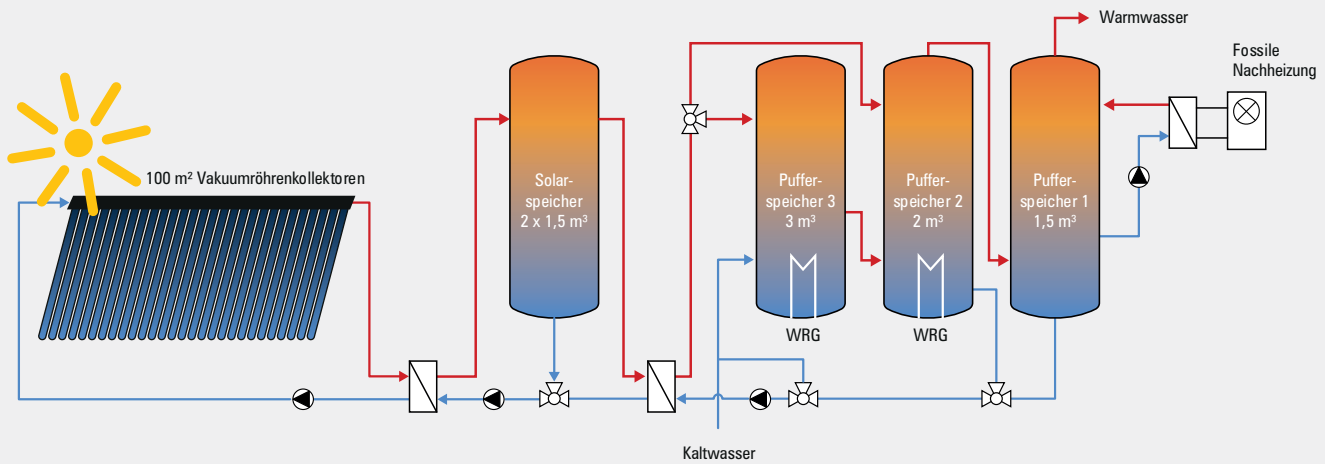 Warmwasser
Fossile
Nachheizung
100 m² Vakuumröhrenkollektoren
Solar-
speicher
2 x 1,5 m³
Puffer-
speicher 3
3 m³
Puffer-
speicher 2
2 m³
Puffer-
speicher 1
1,5 m³
WRG
WRG
Kaltwasser